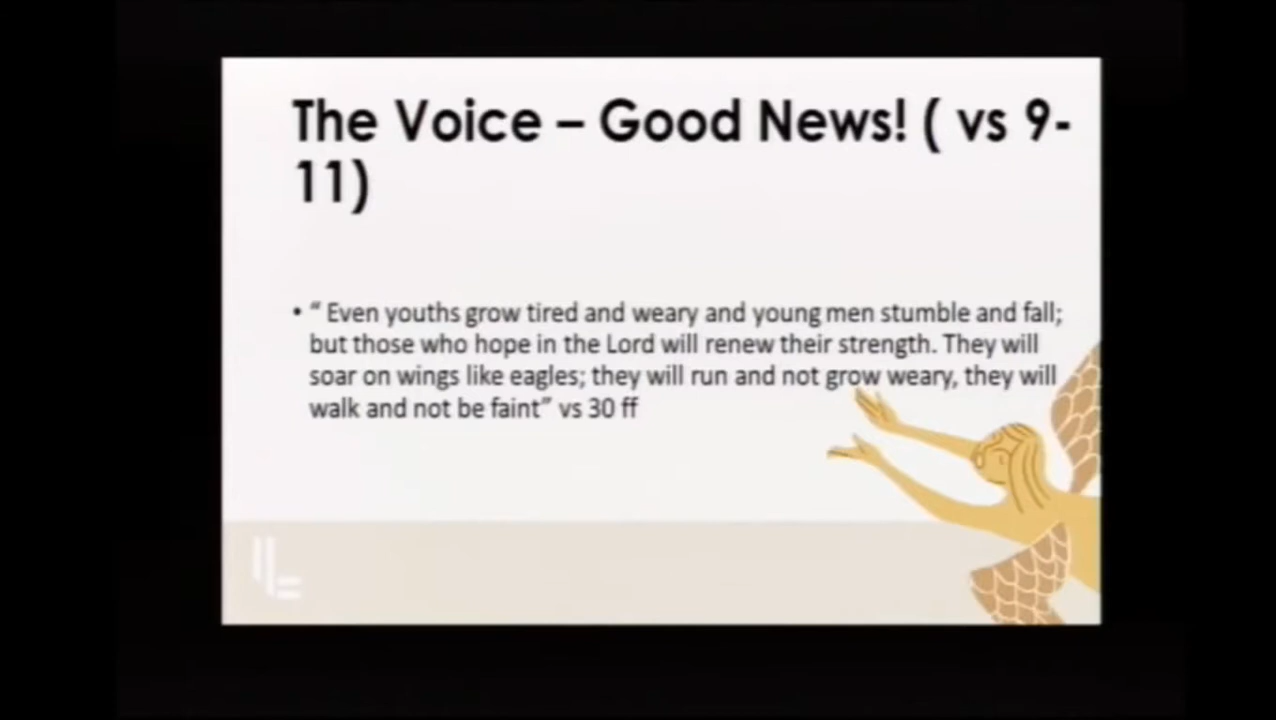 The Voice – Good News! ( vs 9-
11)
• “ Even youths grow tired and weary and young men stumble and fall;
but those who hope in the Lord will renew their strength. They will
soar on wings like eagles; they will run and not grow weary, they will
walk and not be faint” vs 30 ff